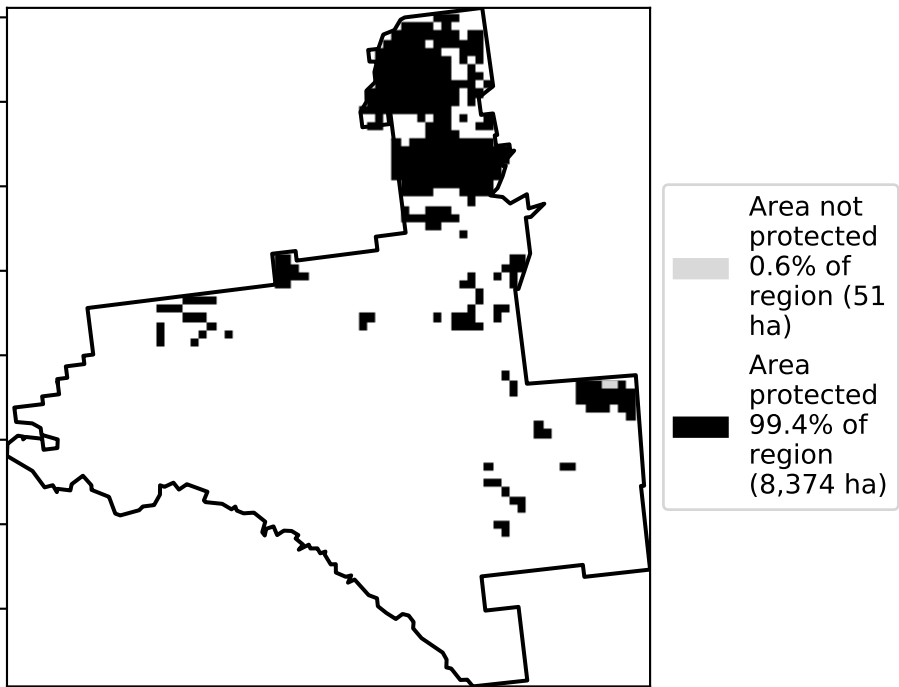 Area not
protected
0.6% of
region (51
ha)
Area
protected
99.4% of
region
(8,374 ha)